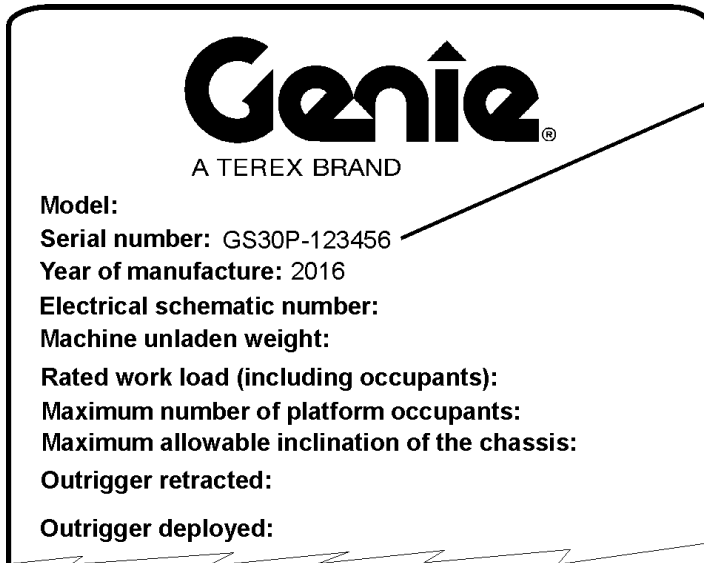 Genie®
A TEREX BRAND
Model:
Serial number: GS30P-123456
Year of manufacture: 2016
Electrical schematic number:
Machine unladen weight:
Rated work load (including occupants):
Maximum number of platform occupants:
Maximum allowable inclination of the chassis:
Outrigger retracted:
Outrigger deployed: